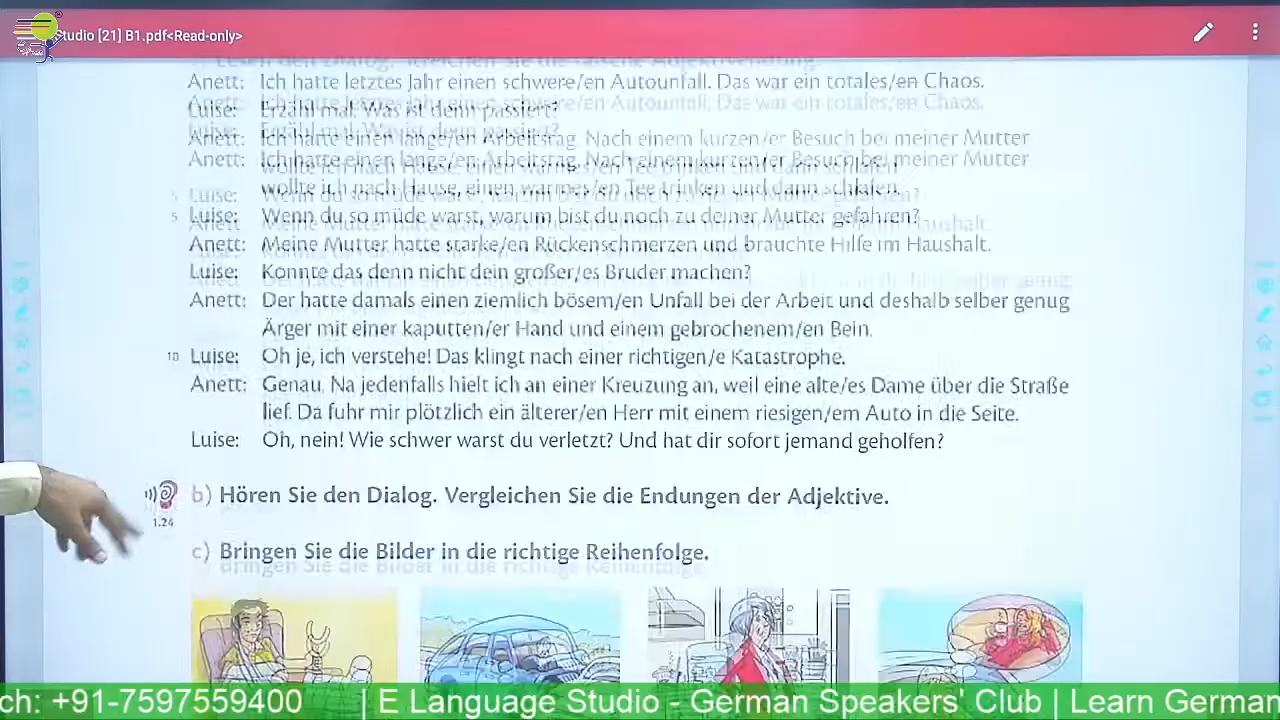 Studio [21] B1.pdf<Read-only>
Anett: Ich hatte letztes Jahr einen schwere/en Autounfall. Das war ein totales/en Chaos.
Luise: Erzähl mal. Was ist denn passiert?
Anett: Ich hatte einen lange/en Arbeitstag. Nach einem kurzen/er Besuch bei meiner Mutter
wollte ich nach Hause, einen warmes/en Tee trinken und dann schlafen.
5 Luise: Wenn du so müde warst, warum bist du noch zu deiner Mutter gefahren?
Anett: Meine Mutter hatte starke/en Rückenschmerzen und brauchte Hilfe im Haushalt.
Luise: Konnte das denn nicht dein großer/es Bruder machen?
Anett: Der hatte damals einen ziemlich bösem/en Unfall bei der Arbeit und deshalb selber genug
Ärger mit einer kaputten/er Hand und einem gebrochenem/en Bein.
10 Luise: Oh je, ich verstehe! Das klingt nach einer richtigen/e Katastrophe.
Anett: Genau. Na jedenfalls hielt ich an einer Kreuzung an, weil eine alte/es Dame über die Straße
lief. Da fuhr mir plötzlich ein älterer/en Herr mit einem riesigen/em Auto in die Seite.
Luise: Oh, nein! Wie schwer warst du verletzt? Und hat dir sofort jemand geholfen?
1.24
b) Hören Sie den Dialog. Vergleichen Sie die Endungen der Adjektive.
c) Bringen Sie die Bilder in die richtige Reihenfolge.
ch: +91-7597559400 | E Language Studio - German Speakers' Club | Learn German